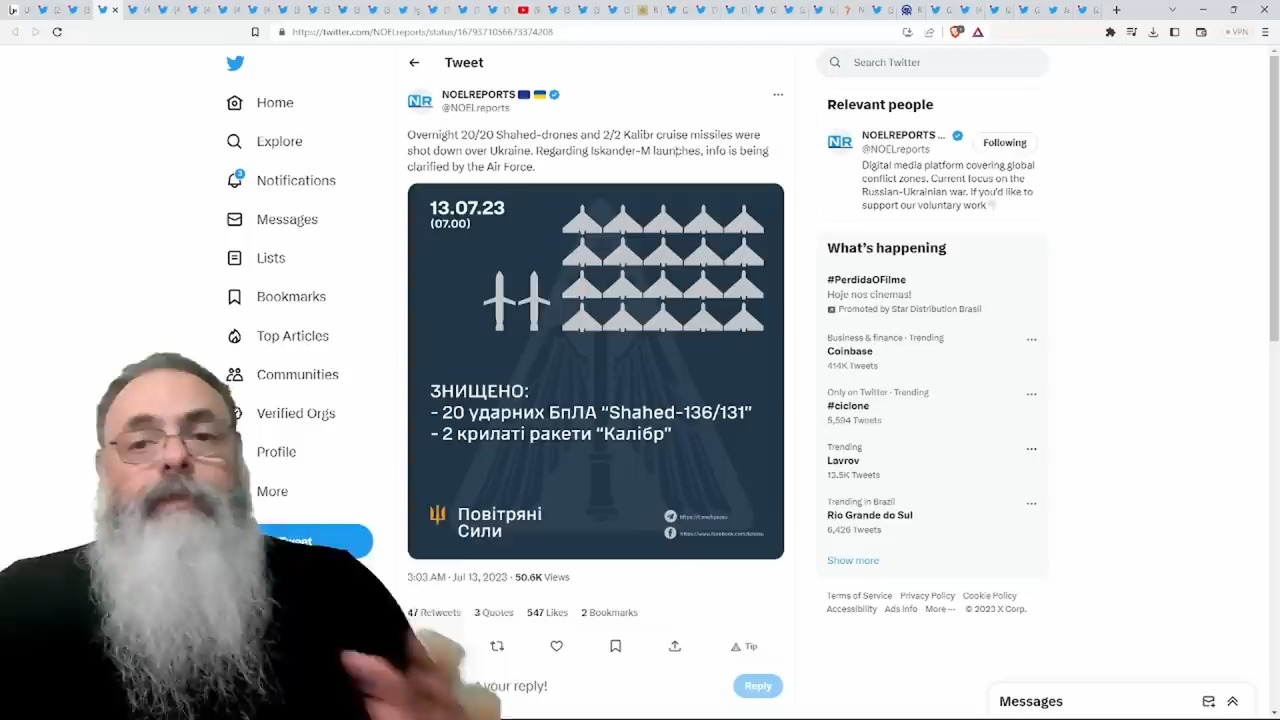 https://twitter.com/NOELreports/status/1679371056673374208
VPN
Home
Explore
3
Notifications
Messages
Lists
Bookmarks
Top Articles
Communities
Verified Orgs
Profile
More
Tweet
NOELREPORTS
@NOELreports
Overnight 20/20 Shahed-drones and 2/2 Kalibr cruise missiles were
shot down over Ukraine. Regarding Iskander-M launches, info is being
clarified by the Air Force.
13.07.23
(07.00)
ЗНИЩЕНО:
- 20 ударних БпЛА “Shahed-136/131”
- 2 крилаті ракети “Калібр”
Повітряні
Сили
3:03 AM · Jul 13, 2023 · 50.6K Views
47 Retweets 3 Quotes 547 Likes 2 Bookmarks
Tip
your reply!
Reply
Search Twitter
Relevant people
NOELREPORTS ...
@NOELreports
Following
Digital media platform covering global
conflict zones. Current focus on the
Russian-Ukrainian war. If you'd like to
support our voluntary work
What's happening
#PerdidaOFilme
Hoje nos cinemas!
Promoted by Star Distribution Brasil
Business & finance · Trending
Coinbase
414K Tweets
Only on Twitter · Trending
#ciclone
5,594 Tweets
Trending
Lavrov
13.5K Tweets
Trending in Brazil
Rio Grande do Sul
6,426 Tweets
Show more
Terms of Service Privacy Policy Cookie Policy
Accessibility Ads info More ··· © 2023 X Corp.
Messages